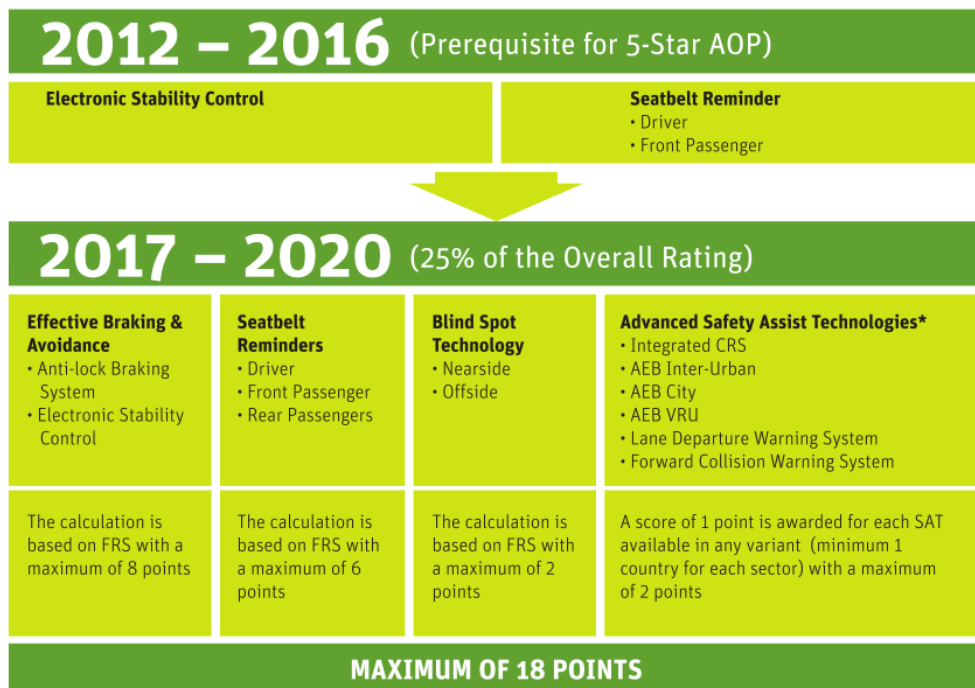 2012 – 2016 (Prerequisite for 5-Star AOP)
Electronic Stability Control
Seatbelt Reminder
• Driver
• Front Passenger
2017 – 2020 (25% of the Overall Rating)
Effective Braking &
Avoidance
• Anti-lock Braking
System
• Electronic Stability
Control
Seatbelt
Reminders
• Driver
• Front Passenger
• Rear Passengers
Blind Spot
Technology
• Nearside
• Offside
Advanced Safety Assist Technologies*
• Integrated CRS
• AEB Inter-Urban
• AEB City
• AEB VRU
• Lane Departure Warning System
• Forward Collision Warning System
The calculation is
based on FRS with a
maximum of 8 points
The calculation is
based on FRS with
a maximum of 6
points
The calculation is
based on FRS with
a maximum of 2
points
A score of 1 point is awarded for each SAT
available in any variant (minimum 1
country for each sector) with a maximum
of 2 points
MAXIMUM OF 18 POINTS